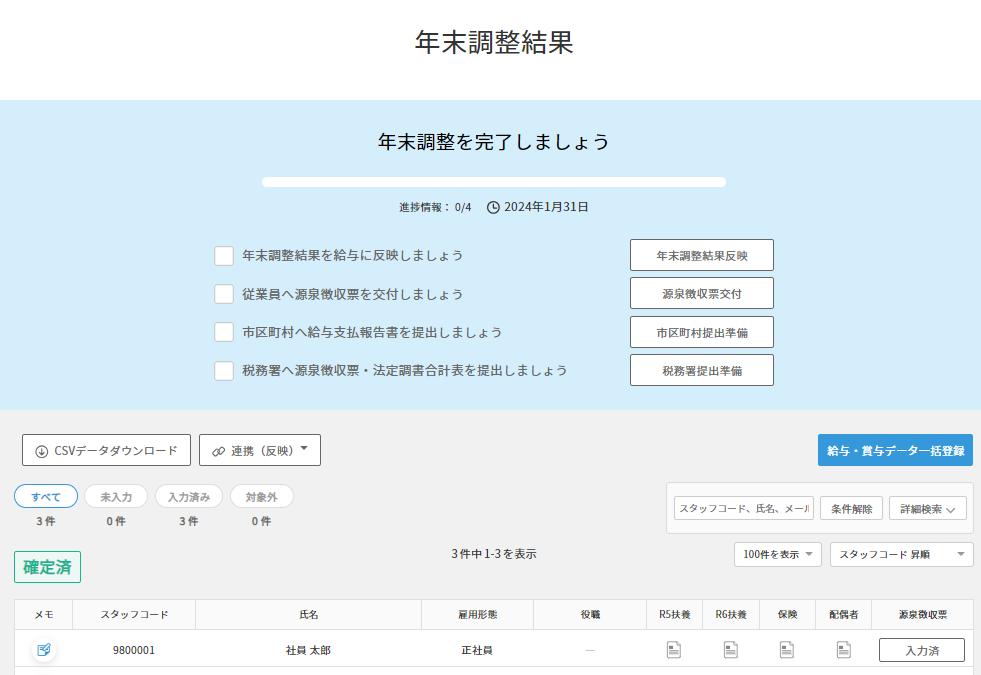 年末調整結果
年末調整を完了しましょう
進捗情報： 0/4 2024年1月31日
年末調整結果を給与に反映しましょう 年末調整結果反映
従業員へ源泉徴収票を交付しましょう 源泉徴収票交付
市区町村へ給与支払報告書を提出しましょう 市区町村提出準備
税務署へ源泉徴収票・法定調書合計表を提出しましょう 税務署提出準備
CSVデータダウンロード 連携（反映） 給与・賞与データ一括登録
すべて 未入力 入力済み 対象外
3 件 0 件 3 件 0 件
スタッフコード、氏名、メール 条件解除 詳細検索
確定済 3 件中 1-3 を表示 100件を表示 スタッフコード 昇順
メモ スタッフコード 氏名 雇用形態 役職 R5扶養 R6扶養 保険 配偶者 源泉徴収票
9800001 社員 太郎 正社員 — 入力済